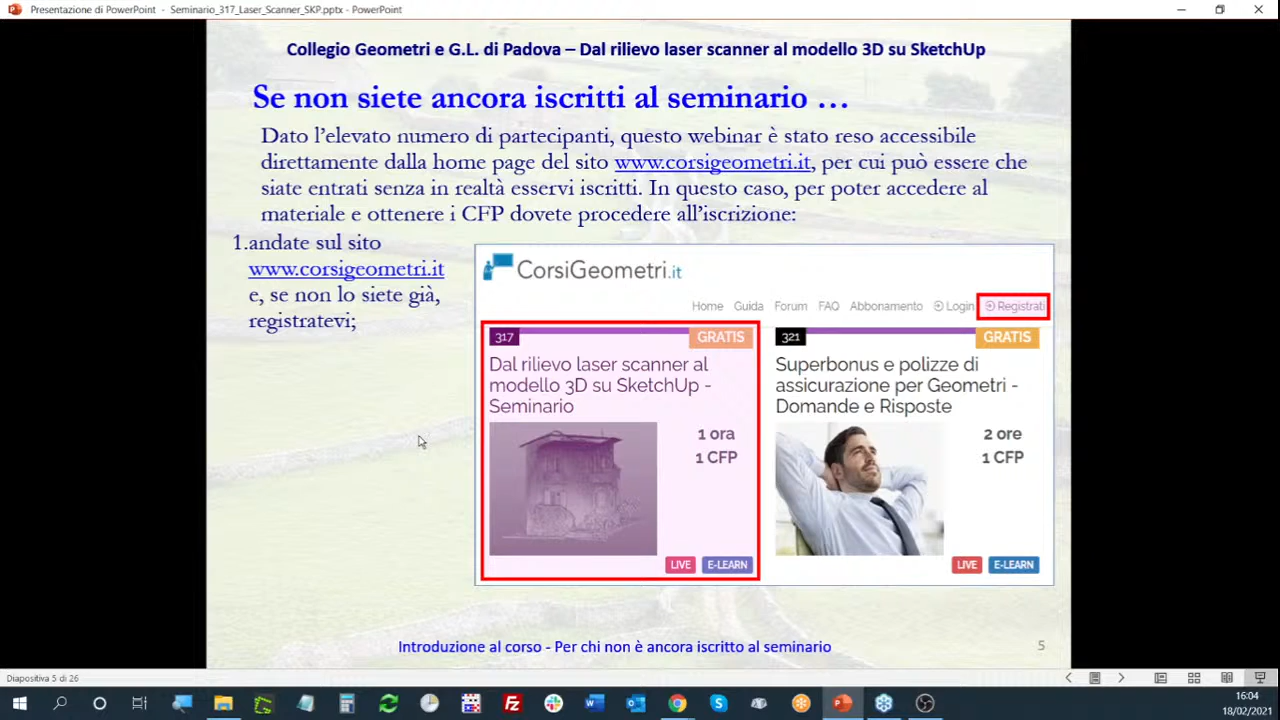 Presentazione di PowerPoint - Seminario_317_Laser_Scanner_SKP.pptx - PowerPoint
Collegio Geometri e G.L. di Padova – Dal rilievo laser scanner al modello 3D su SketchUp
Se non siete ancora iscritti al seminario …
Dato l’elevato numero di partecipanti, questo webinar è stato reso accessibile
direttamente dalla home page del sito www.corsigeometri.it, per cui può essere che
siate entrati senza in realtà esservi iscritti. In questo caso, per poter accedere al
materiale e ottenere i CFP dovete procedere all’iscrizione:
1.andate sul sito
www.corsigeometri.it
e, se non lo siete già,
registratevi;
CorsiGeometri.it
Home Guida Forum FAQ Abbonamento Login Registrati
317 GRATIS
Dal rilievo laser scanner al
modello 3D su SketchUp -
Seminario
1 ora
1 CFP
LIVE E-LEARN
321 GRATIS
Superbonus e polizze di
assicurazione per Geometri -
Domande e Risposte
2 ore
1 CFP
LIVE E-LEARN
Introduzione al corso - Per chi non è ancora iscritto al seminario
5
Diapositiva 5 di 26
16:04
18/02/2021